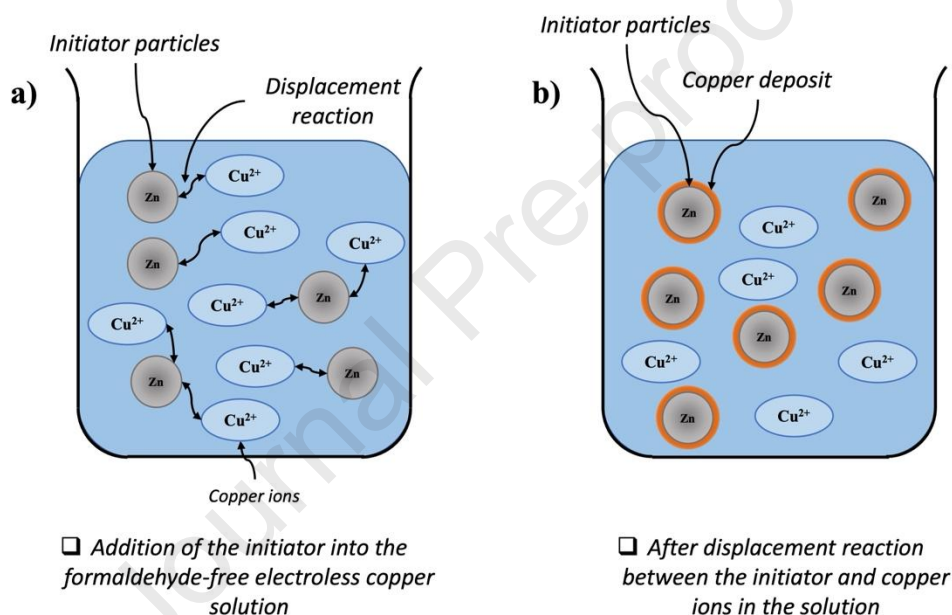 Initiator particles
a)
Displacement
reaction
Cu²⁺
Zn
Cu²⁺
Cu²⁺
Zn
Cu²⁺
Zn
Cu²⁺
Cu²⁺
Zn
Zn
Cu²⁺
Copper ions
❑ Addition of the initiator into the
formaldehyde-free electroless copper
solution
Initiator particles
b)
Copper deposit
Zn
Zn
Cu²⁺
Cu²⁺
Zn
Zn
Zn
Cu²⁺
Cu²⁺
Zn
Cu²⁺
❑ After displacement reaction
between the initiator and copper
ions in the solution
Journal Pre-proo